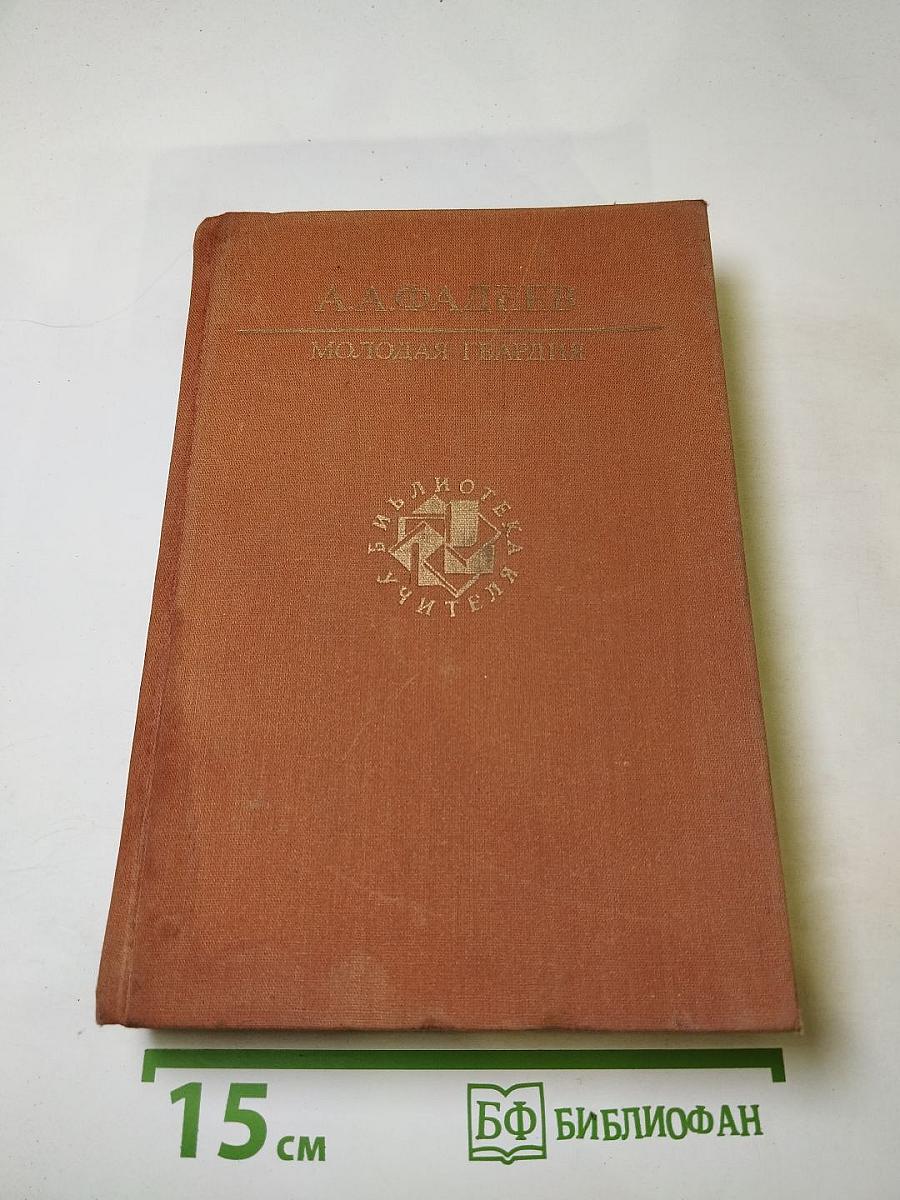 А.А.ФАДЕЕВ
МОЛОДАЯ ГВАРДИЯ
БИБЛИОТЕКА
УЧИТЕЛЯ
15 см
БФ БИБЛИОФАН